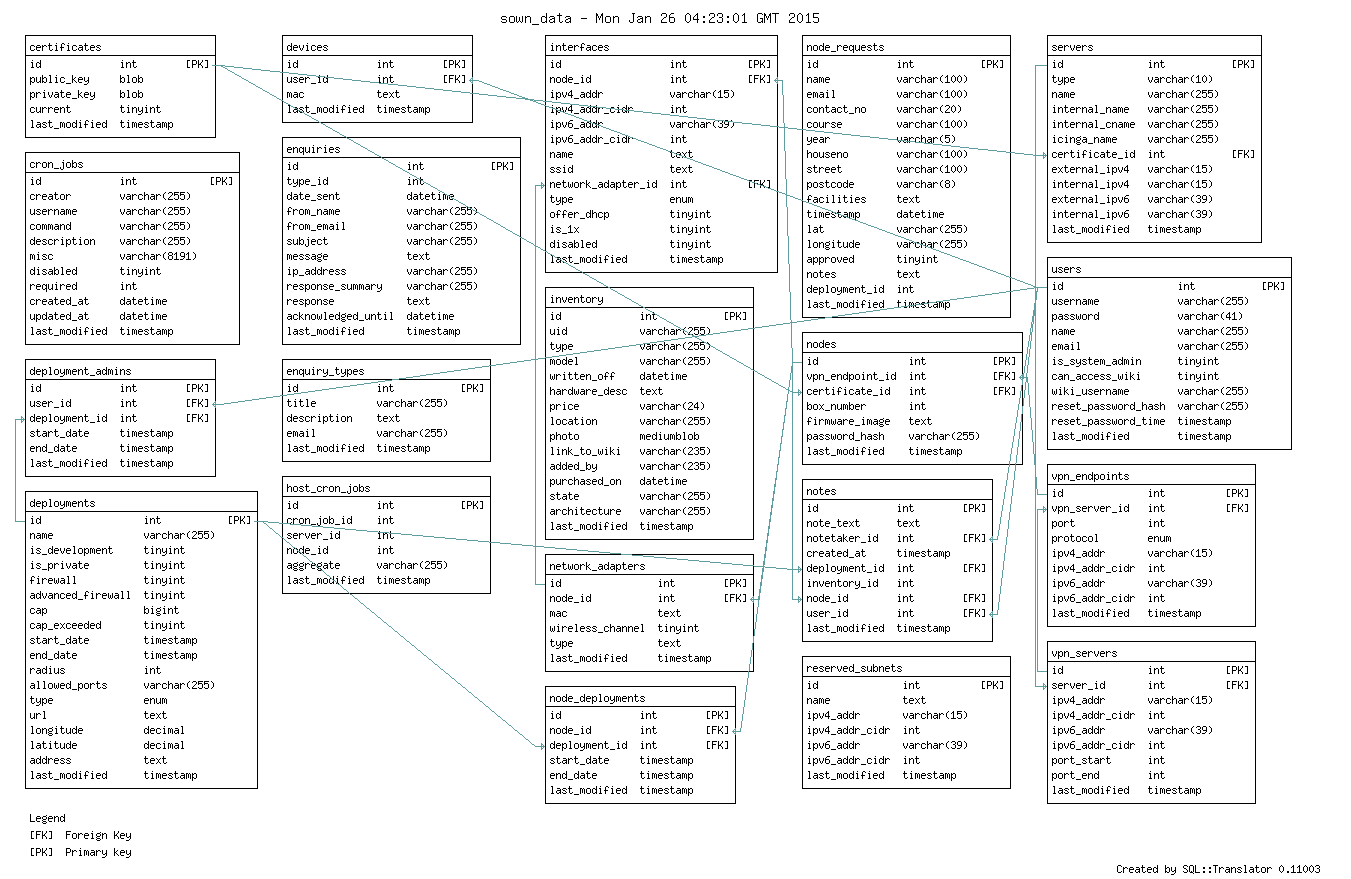 sown_data - Mon Jan 26 04:23:01 GMT 2015
certificates
id int [PK]
public_key blob
private_key blob
current tinyint
last_modified timestamp
cron_jobs
id int [PK]
creator varchar(255)
username varchar(255)
command varchar(255)
description varchar(255)
misc varchar(8191)
disabled tinyint
required int
created_at datetime
updated_at datetime
last_modified timestamp
deployment_admins
id int [PK]
user_id int [FK]
deployment_id int [FK]
start_date timestamp
end_date timestamp
last_modified timestamp
deployments
id int [PK]
name varchar(255)
is_development tinyint
is_private tinyint
firewall tinyint
advanced_firewall tinyint
cap bigint
cap_exceeded tinyint
start_date timestamp
end_date timestamp
radius int
allowed_ports varchar(255)
type enum
url text
longitude decimal
latitude decimal
address text
last_modified timestamp
devices
id int [PK]
user_id int [FK]
mac text
last_modified timestamp
enquiries
id int [PK]
type_id int
date_sent datetime
from_name varchar(255)
from_email varchar(255)
subject varchar(255)
message text
ip_address varchar(255)
response_summary varchar(255)
response text
acknowledged_until datetime
last_modified timestamp
enquiry_types
id int [PK]
title varchar(255)
description text
email varchar(255)
last_modified timestamp
host_cron_jobs
id int [PK]
cron_job_id int
server_id int
node_id int
aggregate varchar(255)
last_modified timestamp
interfaces
id int [PK]
node_id int [FK]
ipv4_addr varchar(15)
ipv4_addr_cidr int
ipv6_addr varchar(39)
ipv6_addr_cidr int
name text
ssid text
network_adapter_id int [FK]
type enum
offer_dhcp tinyint
is_1x tinyint
disabled tinyint
last_modified timestamp
inventory
id int [PK]
uid varchar(255)
type varchar(255)
model varchar(255)
written_off datetime
hardware_desc text
price varchar(24)
location varchar(255)
photo mediumblob
link_to_wiki varchar(235)
added_by varchar(235)
purchased_on datetime
state varchar(255)
architecture varchar(255)
last_modified timestamp
network_adapters
id int [PK]
node_id int [FK]
mac text
wireless_channel tinyint
type text
last_modified timestamp
node_deployments
id int [PK]
node_id int [FK]
deployment_id int [FK]
start_date timestamp
end_date timestamp
last_modified timestamp
node_requests
id int [PK]
name varchar(100)
email varchar(100)
contact_no varchar(20)
course varchar(100)
year varchar(5)
houseno varchar(100)
street varchar(100)
postcode varchar(8)
facilities text
timestamp datetime
lat varchar(255)
longitude varchar(255)
approved tinyint
notes text
deployment_id int
last_modified timestamp
nodes
id int [PK]
vpn_endpoint_id int [FK]
certificate_id int [FK]
box_number int
firmware_image text
password_hash varchar(255)
last_modified timestamp
notes
id int [PK]
note_text text
notetaker_id int [FK]
created_at timestamp
deployment_id int [FK]
inventory_id int
node_id int [FK]
user_id int [FK]
last_modified timestamp
reserved_subnets
id int [PK]
name text
ipv4_addr varchar(15)
ipv4_addr_cidr int
ipv6_addr varchar(39)
ipv6_addr_cidr int
last_modified timestamp
servers
id int [PK]
type varchar(10)
name varchar(255)
internal_name varchar(255)
internal_cname varchar(255)
icinga_name varchar(255)
certificate_id int [FK]
external_ipv4 varchar(15)
internal_ipv4 varchar(15)
external_ipv6 varchar(39)
internal_ipv6 varchar(39)
last_modified timestamp
users
id int [PK]
username varchar(255)
password varchar(41)
name varchar(255)
email varchar(255)
is_system_admin tinyint
can_access_wiki tinyint
wiki_username varchar(255)
reset_password_hash varchar(255)
reset_password_time timestamp
last_modified timestamp
vpn_endpoints
id int [PK]
vpn_server_id int [FK]
port int
protocol enum
ipv4_addr varchar(15)
ipv4_addr_cidr int
ipv6_addr varchar(39)
ipv6_addr_cidr int
last_modified timestamp
vpn_servers
id int [PK]
server_id int [FK]
ipv4_addr varchar(15)
ipv4_addr_cidr int
ipv6_addr varchar(39)
ipv6_addr_cidr int
port_start int
port_end int
last_modified timestamp
Legend
[FK] Foreign Key
[PK] Primary key
Created by SQL::Translator 0.11003